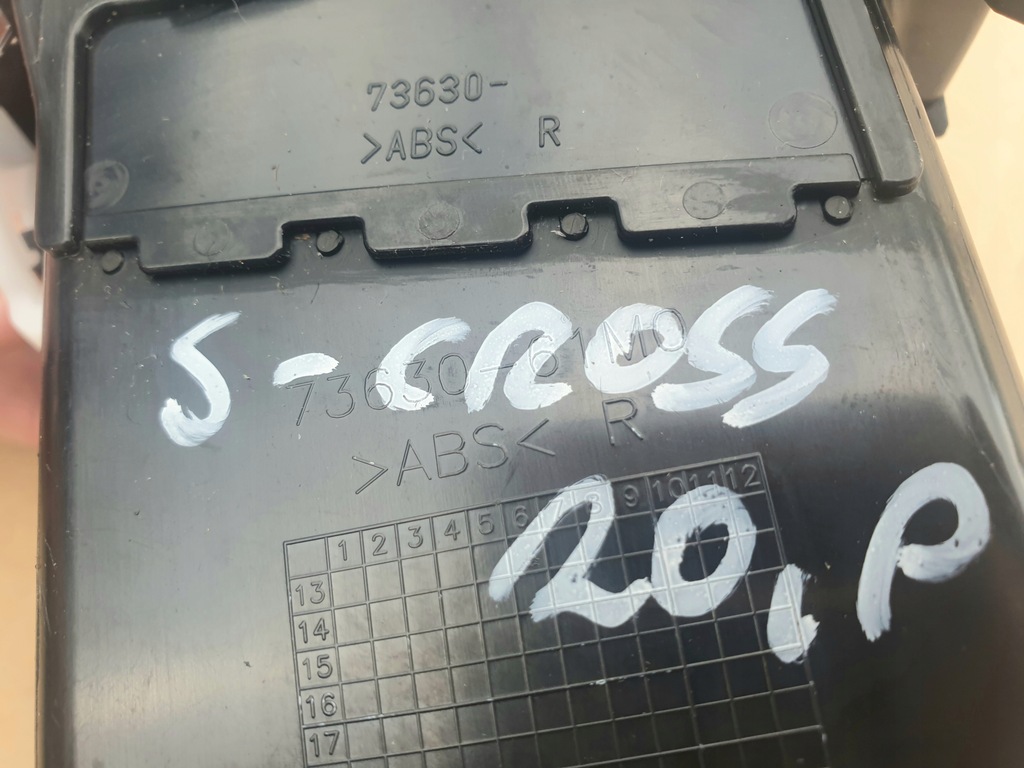 73630-
>ABS< R
S-CROSS
73630-61M0
>ABS< R
20, P
1 2 3 4 5 6 7 8 9 10 11 12
13
14
15
16
17